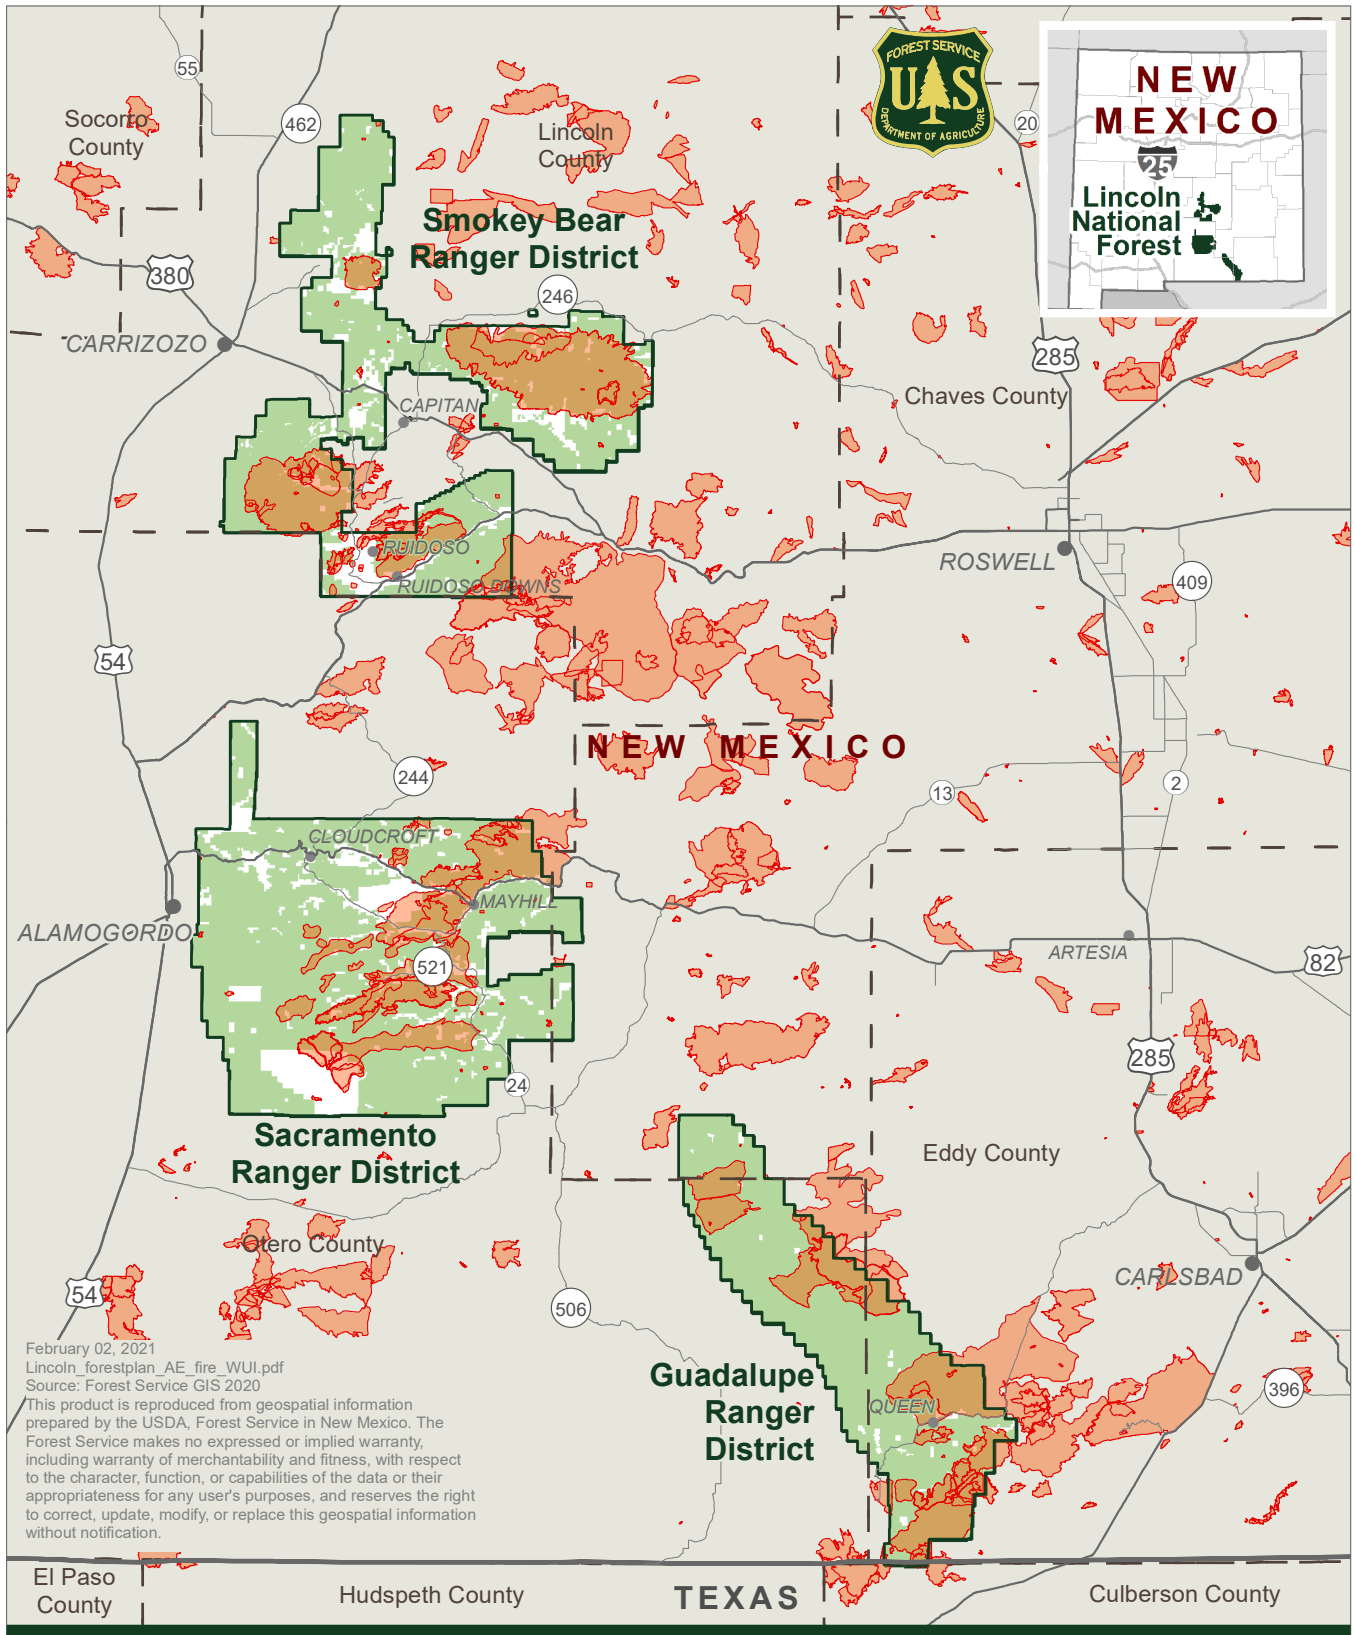 55
Socorro
County
462
Lincoln
County
FOREST SERVICE
U S
DEPARTMENT OF AGRICULTURE
20
NEW
MEXICO
25
Lincoln
National
Forest
Smokey Bear
Ranger District
380
246
CARRIZOZO
285
CAPITAN
Chaves County
RUIDOSO
RUIDOSO DOWNS
ROSWELL
409
54
NEW MEXICO
244
13
2
CLOUDCROFT
MAYHILL
ALAMOGORDO
521
ARTESIA
82
285
24
Sacramento
Ranger District
Eddy County
Otero County
CARLSBAD
54
506
February 02, 2021
Lincoln_forestplan_AE_fire_WUI.pdf
Source: Forest Service GIS 2020
This product is reproduced from geospatial information
prepared by the USDA, Forest Service in New Mexico. The
Forest Service makes no expressed or implied warranty,
including warranty of merchantability and fitness, with respect
to the character, function, or capabilities of the data or their
appropriateness for any user's purposes, and reserves the right
to correct, update, modify, or replace this geospatial information
without notification.
Guadalupe
Ranger
District
QUEEN
396
El Paso
County
Hudspeth County
TEXAS
Culberson County